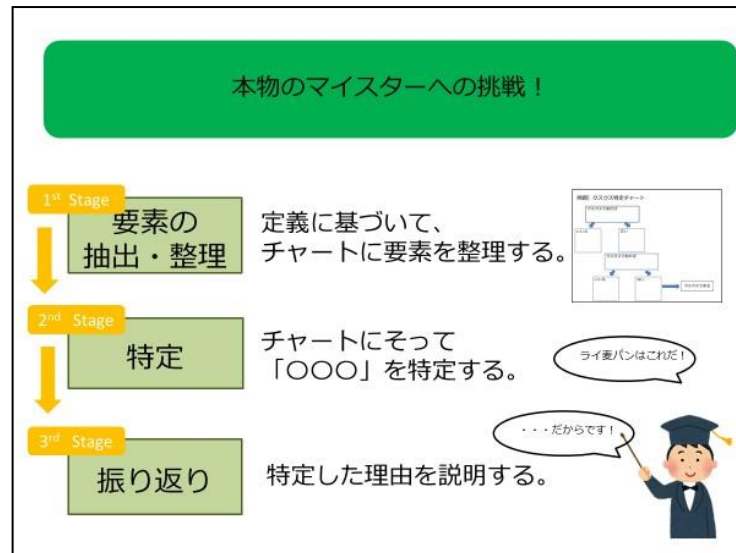 本物のマイスターへの挑戦！
1st Stage
要素の
抽出・整理
定義に基づいて、
チャートに要素を整理する。
2nd Stage
特定
チャートにそって
「〇〇〇」を特定する。
ライ麦パンはこれだ！
3rd Stage
振り返り
・・・だからです！
特定した理由を説明する。